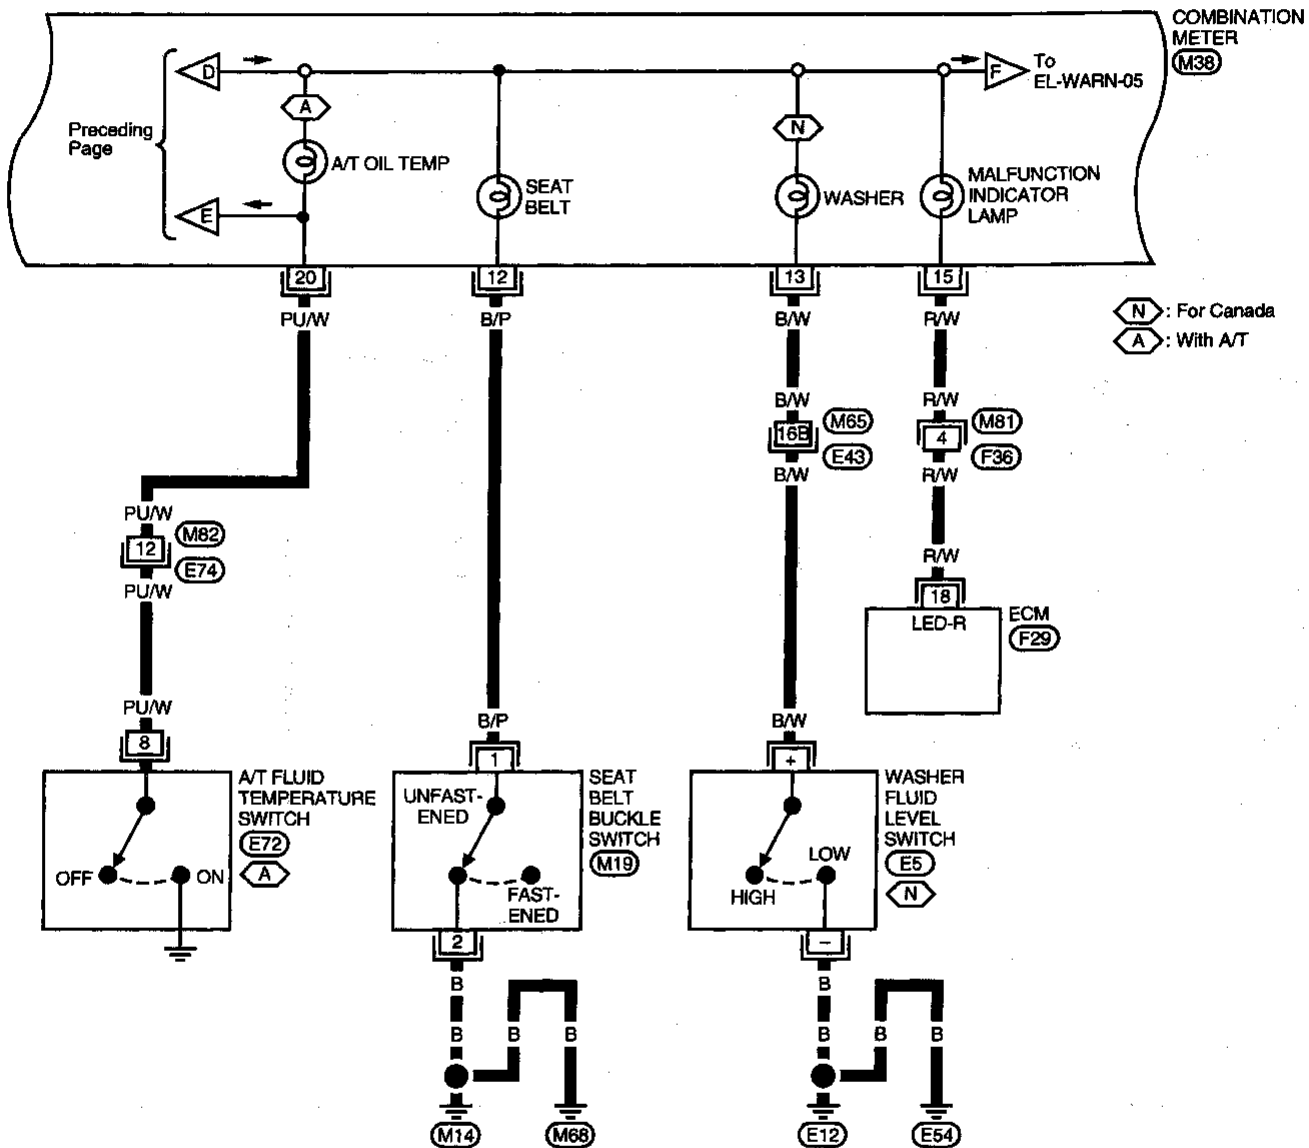 COMBINATION
METER
M38
D
F
To
EL-WARN-05
A
N
Preceding
Page
A/T OIL TEMP
SEAT
BELT
WASHER
MALFUNCTION
INDICATOR
LAMP
E
20
12
13
15
PU/W
B/P
B/W
R/W
N : For Canada
A : With A/T
B/W
R/W
16B
M65
E43
4
M81
F36
B/W
R/W
PU/W
12
M82
E74
PU/W
R/W
18
LED-R
ECM
F29
PU/W
B/P
B/W
8
1
+
A/T FLUID
TEMPERATURE
SWITCH
E72
A
OFF
ON
UNFAST-
ENED
FAST-
ENED
SEAT
BELT
BUCKLE
SWITCH
M19
HIGH
LOW
WASHER
FLUID
LEVEL
SWITCH
E5
N
2
–
B
B
B
B
B
B
B
B
M14
M68
E12
E54